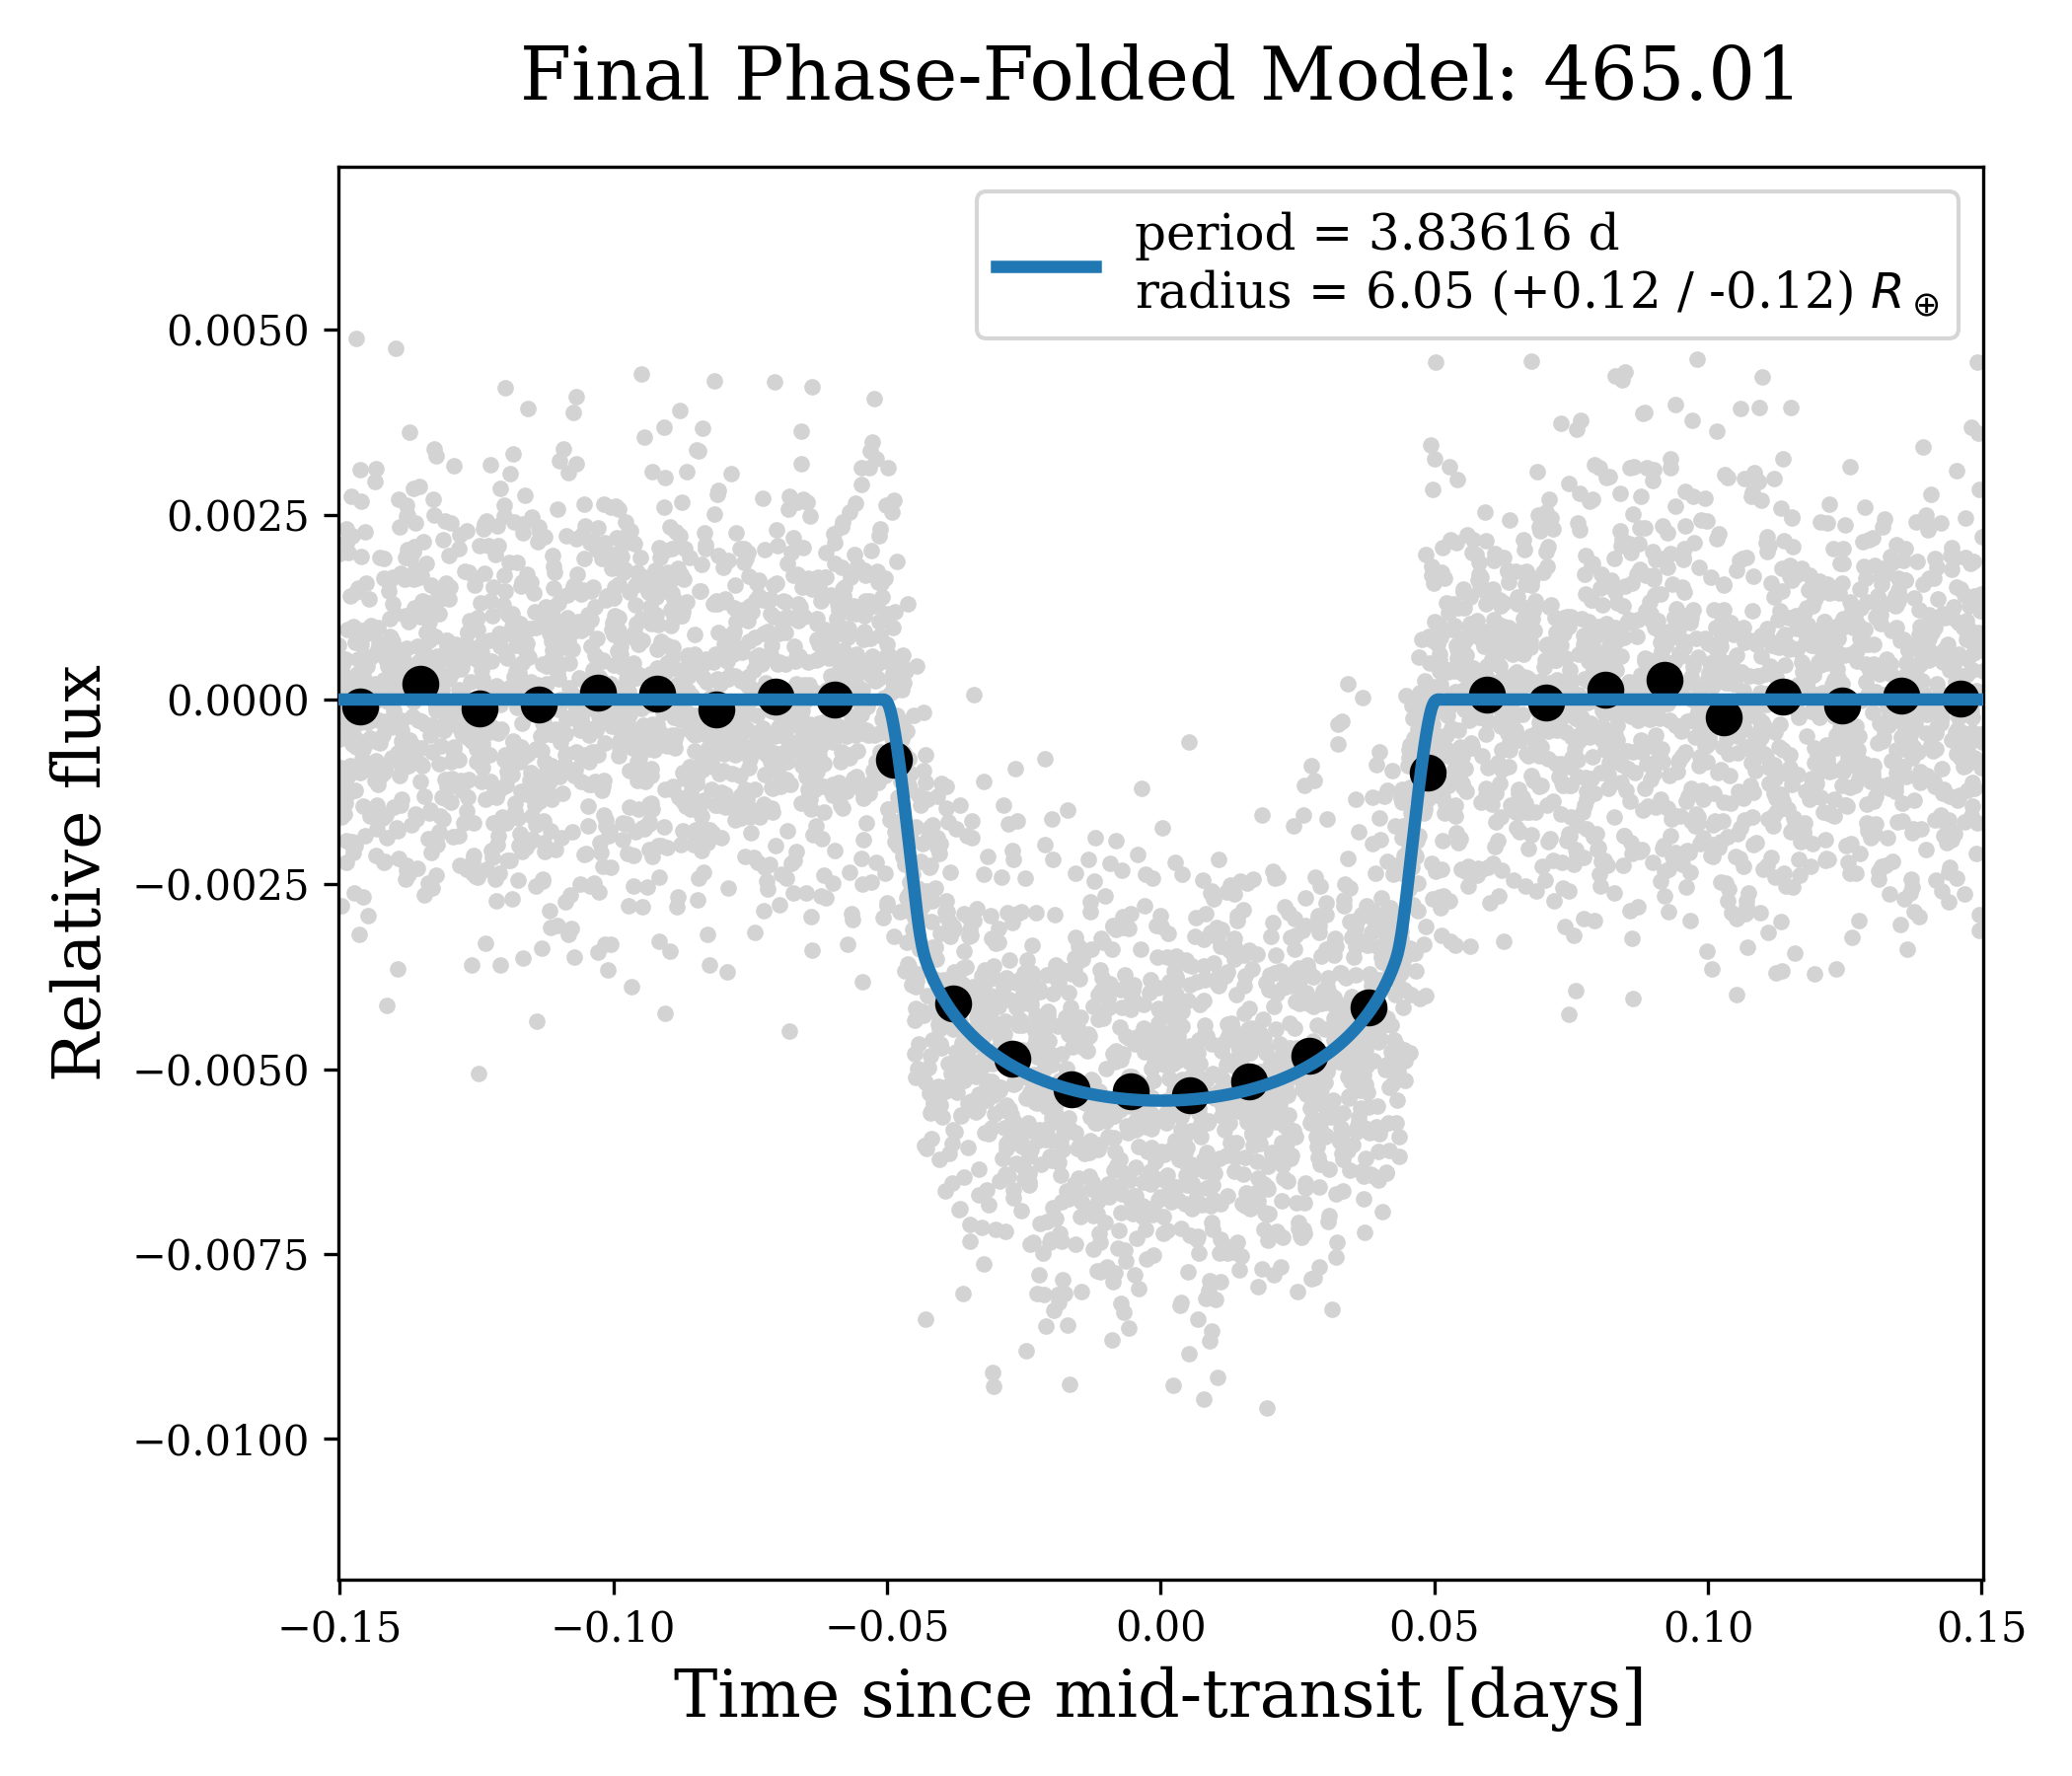 Final Phase-Folded Model: 465.01
period = 3.83616 d
radius = 6.05 (+0.12 / -0.12) R⊕
0.0050
0.0025
0.0000
−0.0025
−0.0050
−0.0075
−0.0100
Relative flux
−0.15 −0.10 −0.05 0.00 0.05 0.10 0.15
Time since mid-transit [days]